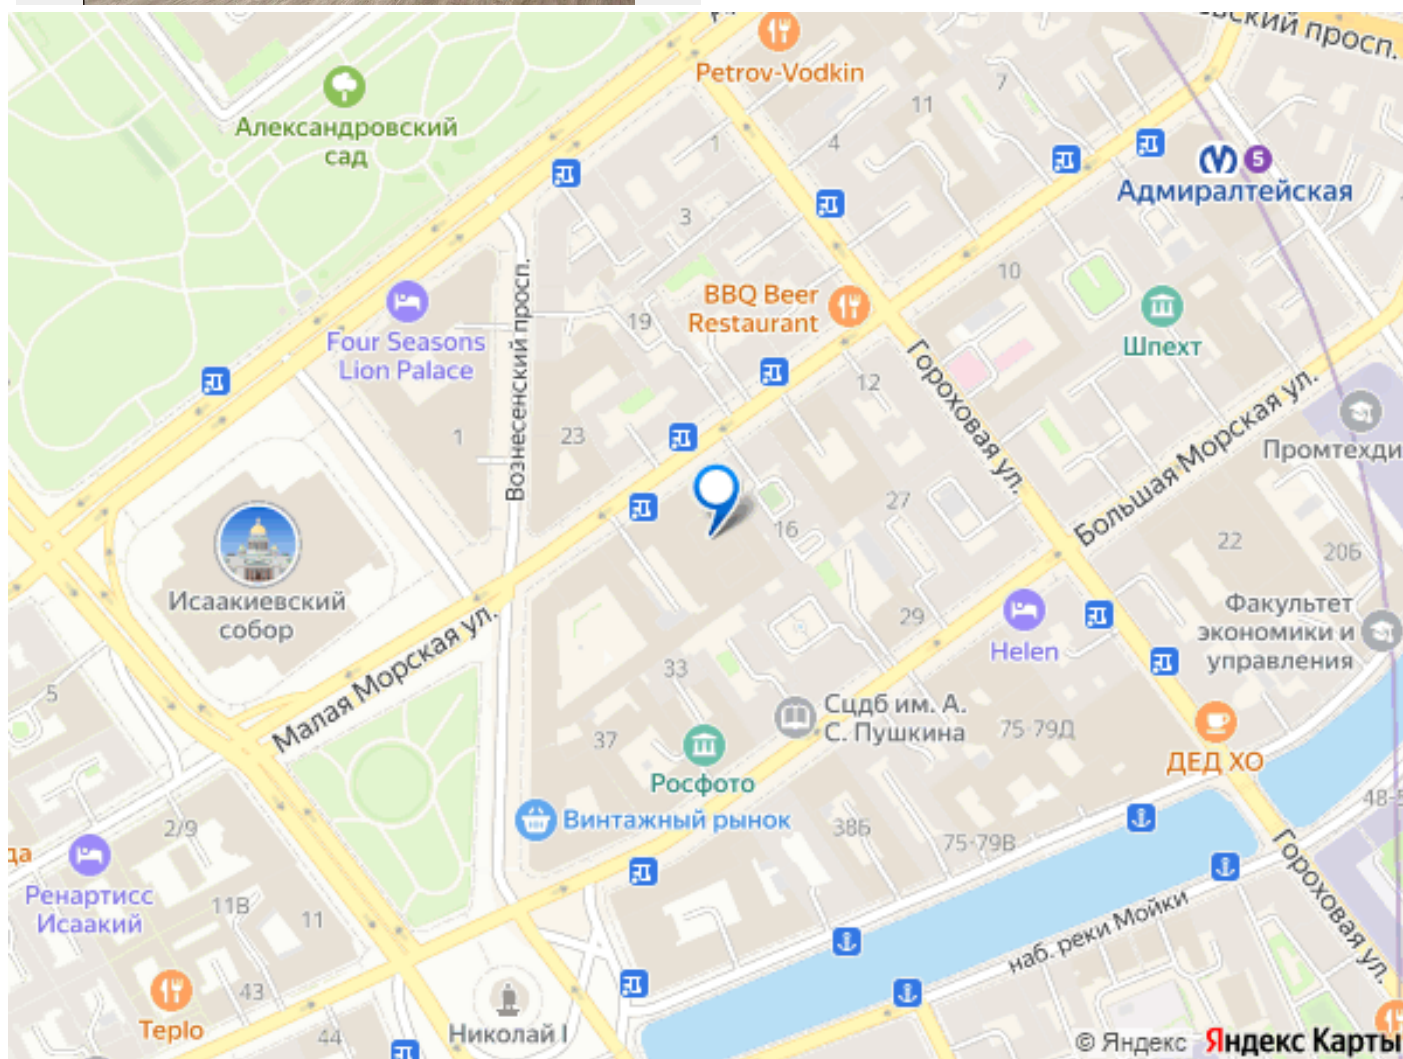 вский просп.
Petrov-Vodkin
7
11
Александровский
сад
1
4
5
Адмиралтейская
3
10
BBQ Beer
Restaurant
19
Four Seasons
Lion Palace
Шпехт
Вознесенский просп.
Гороховая ул.
12
Большая Морская ул.
1
23
Промтехди
27
16
22
20Б
Исаакиевский
собор
Малая Морская ул.
29
Факультет
экономики и
управления
Helen
33
5
Сцдб им. А.
С. Пушкина
75-79Д
37
Росфото
ДЕД ХО
Винтажный рынок
38Б
75-79В
48-5
2/9
да
Ренартисс
Исаакий
11В
11
Гороховая ул.
наб. реки Мойки
43
Teplo
44
Николай I
© Яндекс Яндекс Карты